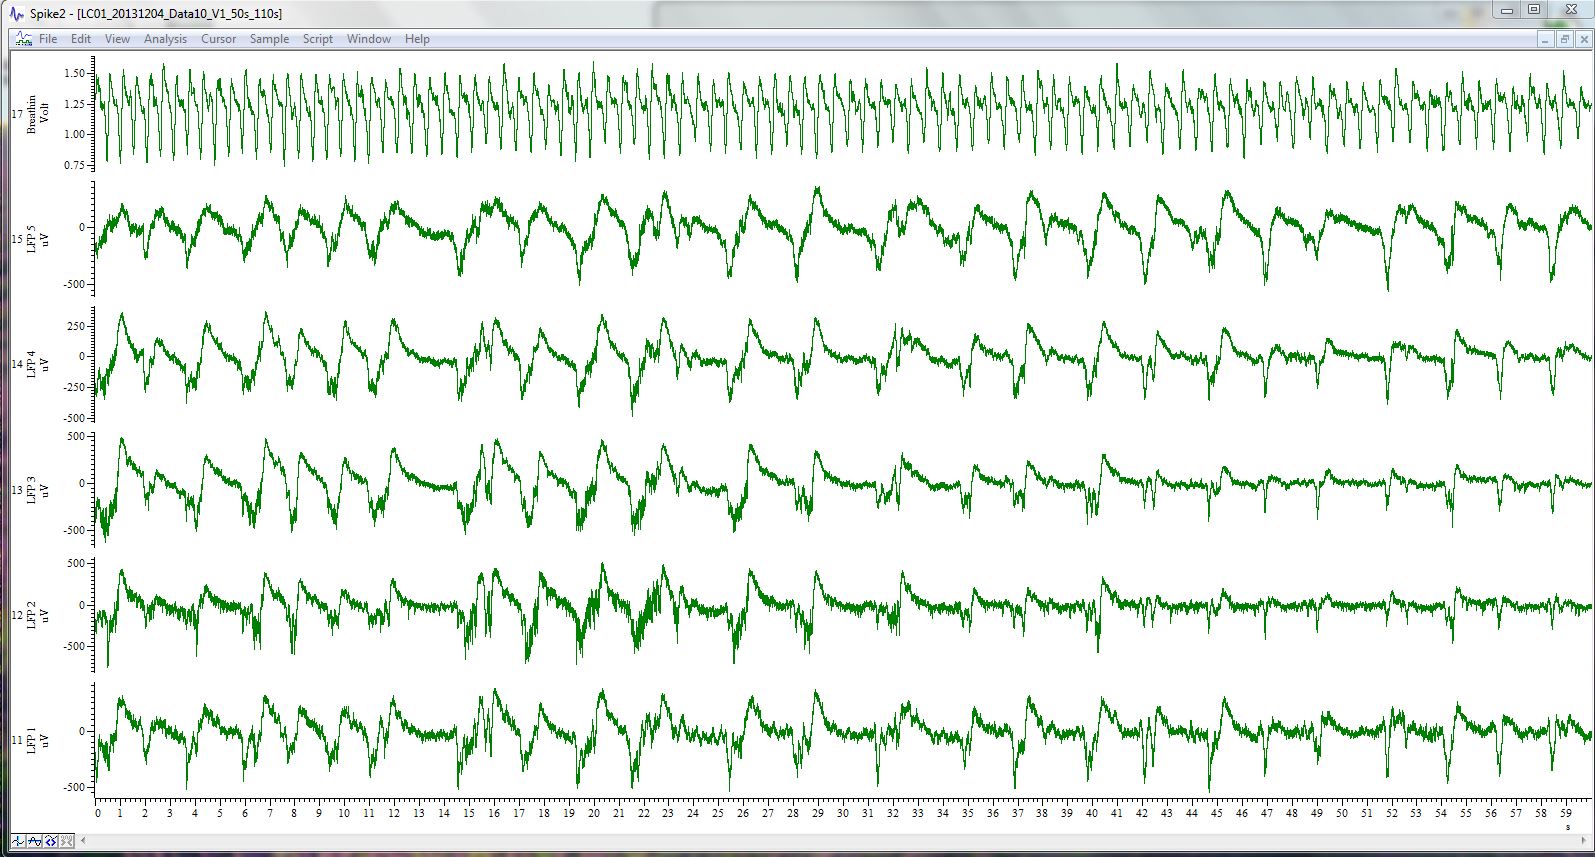 Spike2 - [LC01_20131204_Data10_V1_50s_110s]
File Edit View Analysis Cursor Sample Script Window Help
17 Breathin Volt
1.50
1.25
1.00
0.75
15 LFP 5 uV
0
-500
14 LFP 4 uV
250
0
-250
-500
13 LFP 3 uV
500
0
-500
12 LFP 2 uV
500
0
-500
11 LFP 1 uV
0
-500
0 1 2 3 4 5 6 7 8 9 10 11 12 13 14 15 16 17 18 19 20 21 22 23 24 25 26 27 28 29 30 31 32 33 34 35 36 37 38 39 40 41 42 43 44 45 46 47 48 49 50 51 52 53 54 55 56 57 58 59
s